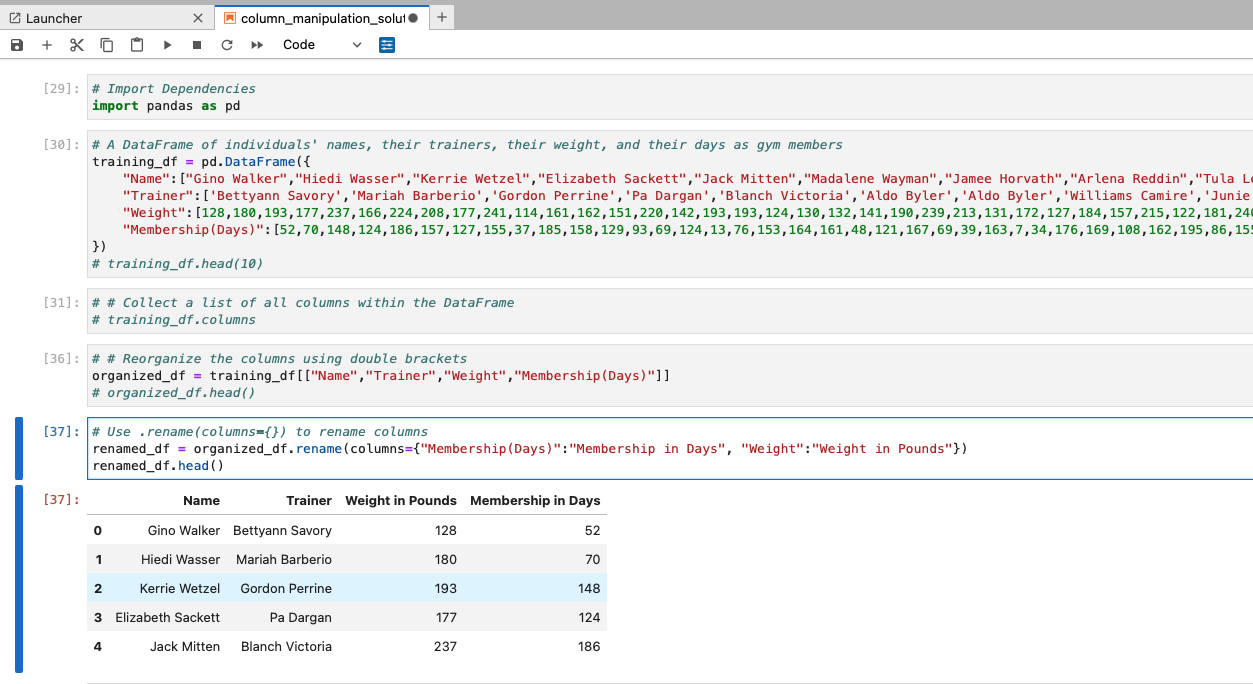 Launcher
column_manipulation_solut
Code
[29]:
# Import Dependencies
import pandas as pd
[30]:
# A DataFrame of individuals' names, their trainers, their weight, and their days as gym members
training_df = pd.DataFrame({
"Name":["Gino Walker","Hiedi Wasser","Kerrie Wetzel","Elizabeth Sackett","Jack Mitten","Madalene Wayman","Jamee Horvath","Arlena Reddin","Tula Le
"Trainer":['Bettyann Savory','Mariah Barberio','Gordon Perrine','Pa Dargan','Blanch Victoria','Aldo Byler','Aldo Byler','Williams Camire','Junie
"Weight":[128,180,193,177,237,166,224,208,177,241,114,161,162,151,220,142,193,193,124,130,132,141,190,239,213,131,172,127,184,157,215,122,181,240
"Membership(Days)":[52,70,148,124,186,157,127,155,37,185,158,129,93,69,124,13,76,153,164,161,48,121,167,69,39,163,7,34,176,169,108,162,195,86,155
})
# training_df.head(10)
[31]:
# # Collect a list of all columns within the DataFrame
# training_df.columns
[36]:
# # Reorganize the columns using double brackets
organized_df = training_df[["Name","Trainer","Weight","Membership(Days)"]]
# organized_df.head()
[37]:
# Use .rename(columns={}) to rename columns
renamed_df = organized_df.rename(columns={"Membership(Days)":"Membership in Days", "Weight":"Weight in Pounds"})
renamed_df.head()
[37]:
Name Trainer Weight in Pounds Membership in Days
0 Gino Walker Bettyann Savory 128 52
1 Hiedi Wasser Mariah Barberio 180 70
2 Kerrie Wetzel Gordon Perrine 193 148
3 Elizabeth Sackett Pa Dargan 177 124
4 Jack Mitten Blanch Victoria 237 186